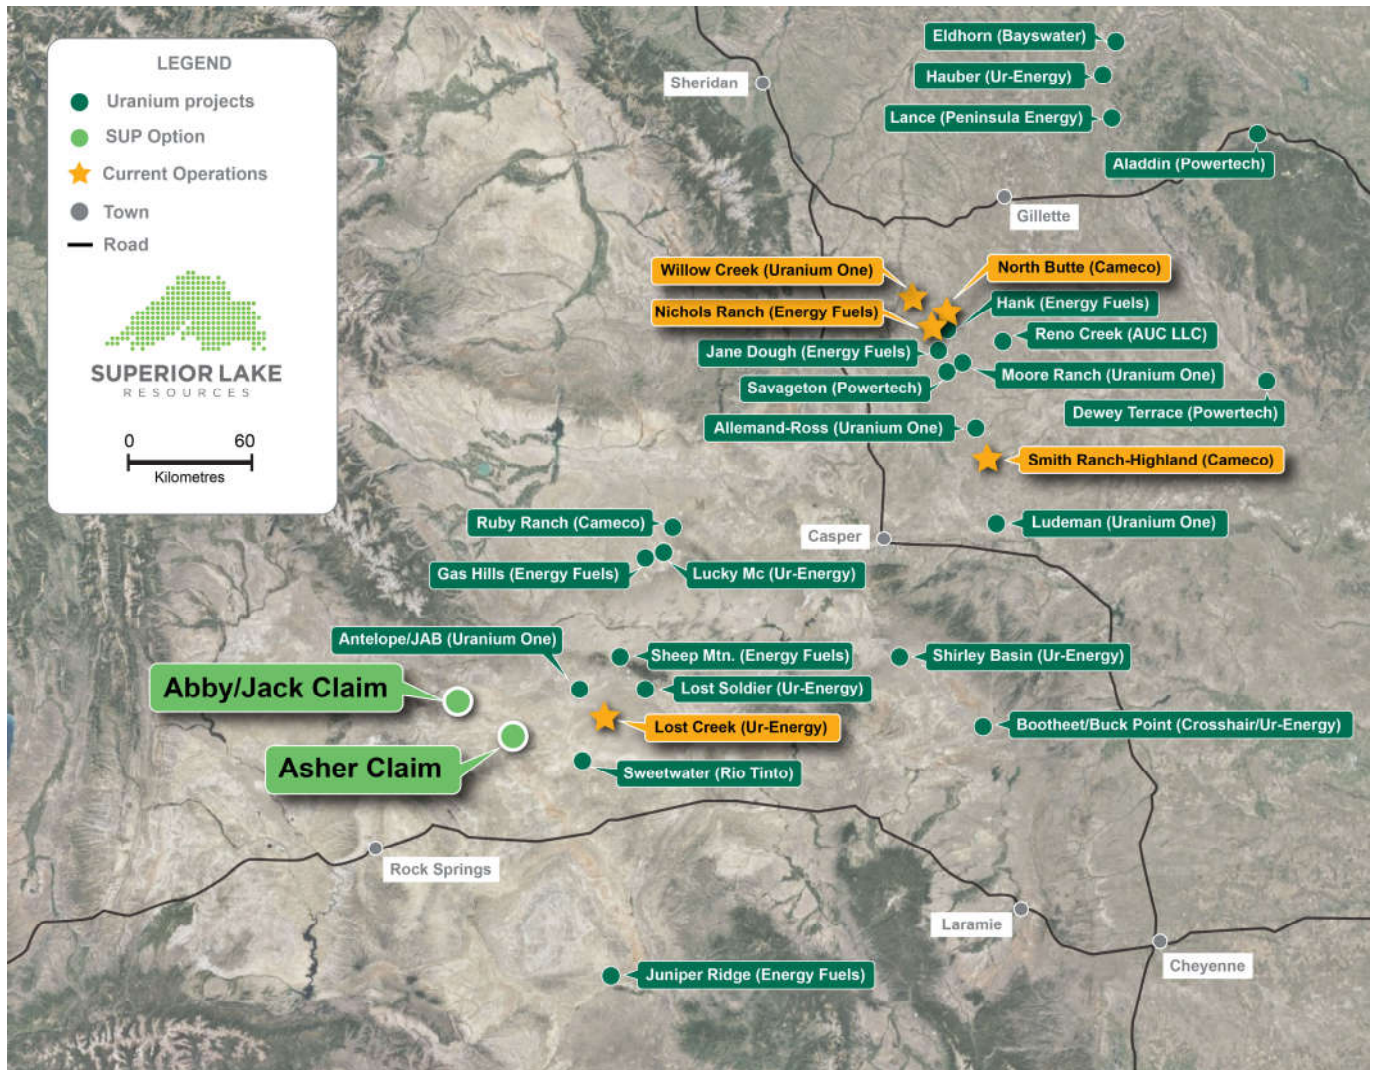 LEGEND
Uranium projects
SUP Option
Current Operations
Town
Road
SUPERIOR LAKE
RESOURCES
0 60
Kilometres
Eldhorn (Bayswater)
Sheridan
Hauber (Ur-Energy)
Lance (Peninsula Energy)
Aladdin (Powertech)
Gillette
Willow Creek (Uranium One)
North Butte (Cameco)
Nichols Ranch (Energy Fuels)
Hank (Energy Fuels)
Reno Creek (AUC LLC)
Jane Dough (Energy Fuels)
Moore Ranch (Uranium One)
Savageton (Powertech)
Dewey Terrace (Powertech)
Allemand-Ross (Uranium One)
Smith Ranch-Highland (Cameco)
Ruby Ranch (Cameco)
Ludeman (Uranium One)
Casper
Gas Hills (Energy Fuels)
Lucky Mc (Ur-Energy)
Antelope/JAB (Uranium One)
Sheep Mtn. (Energy Fuels)
Shirley Basin (Ur-Energy)
Abby/Jack Claim
Lost Soldier (Ur-Energy)
Lost Creek (Ur-Energy)
Bootheet/Buck Point (Crosshair/Ur-Energy)
Asher Claim
Sweetwater (Rio Tinto)
Rock Springs
Laramie
Cheyenne
Juniper Ridge (Energy Fuels)